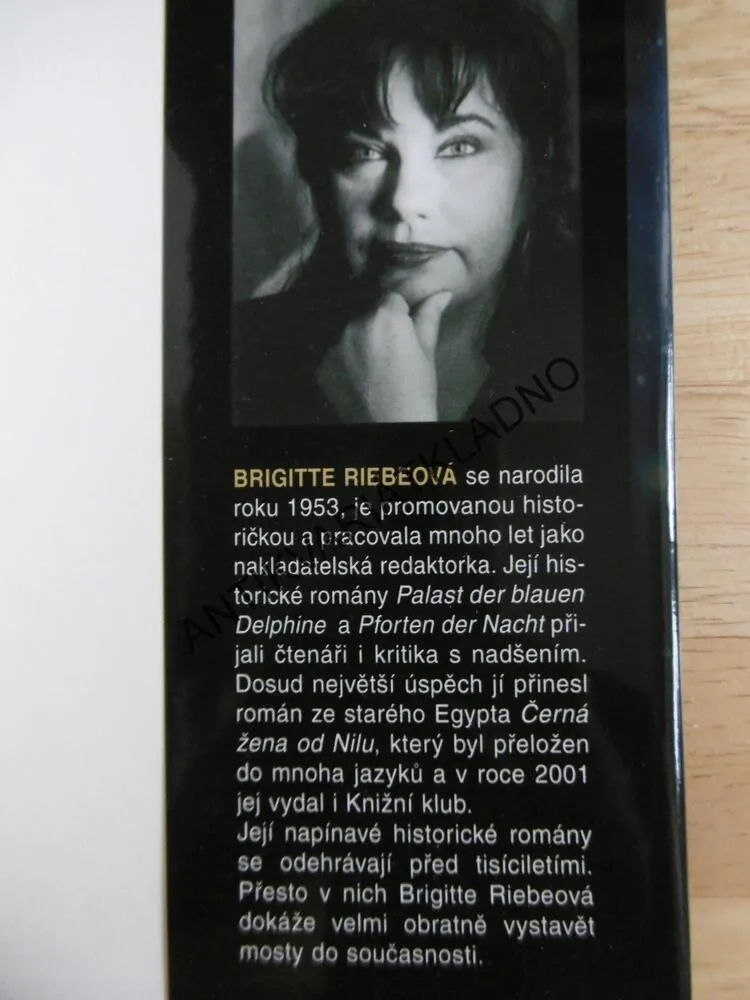 BRIGITTE RIEBEOVÁ se narodila
roku 1953, je promovanou histo-
ričkou a pracovala mnoho let jako
nakladatelská redaktorka. Její his-
torické romány Palast der blauen
Delphine a Pforten der Nacht při-
jali čtenáři i kritika s nadšením.
Dosud největší úspěch jí přinesl
román ze starého Egypta Černá
žena od Nilu, který byl přeložen
do mnoha jazyků a v roce 2001
jej vydal i Knižní klub.
Její napínavé historické romány
se odehrávají před tisíciletími.
Přesto v nich Brigitte Riebeová
dokáže velmi obratně vystavět
mosty do současnosti.
ANTIKVARIATKLADNO